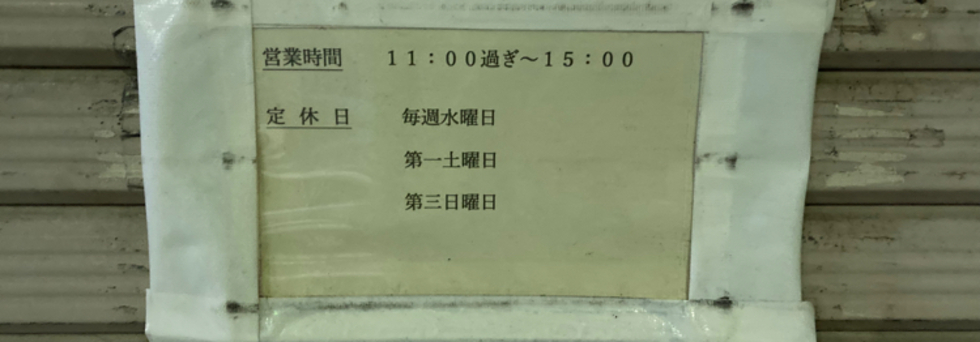 営業時間 11：00過ぎ～15：00
定休日 毎週水曜日
第一土曜日
第三日曜日